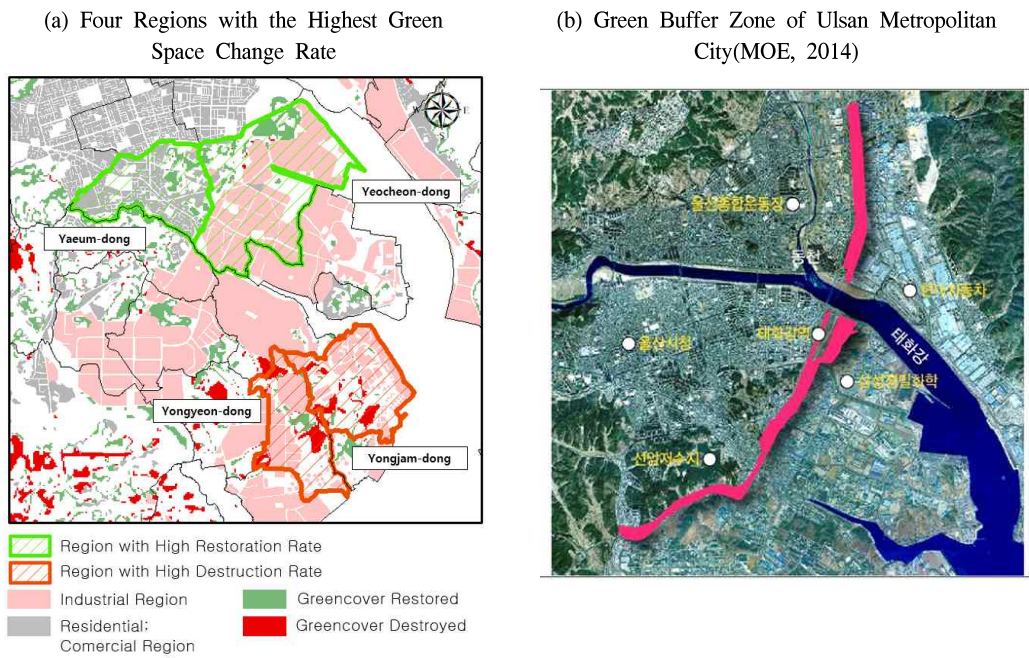 (a) Four Regions with the Highest Green
Space Change Rate
(b) Green Buffer Zone of Ulsan Metropolitan
City(MOE, 2014)
N
W
E
S
Yeocheon-dong
Yaeum-dong
Yongyeon-dong
Yongjam-dong
Region with High Restoration Rate
Region with High Destruction Rate
Industrial Region
Greencover Restored
Residential;
Comercial Region
Greencover Destroyed
울산종합운동장
동천
현대자동차
태화강역
울산시청
태화강
삼성정밀화학
선암저수지